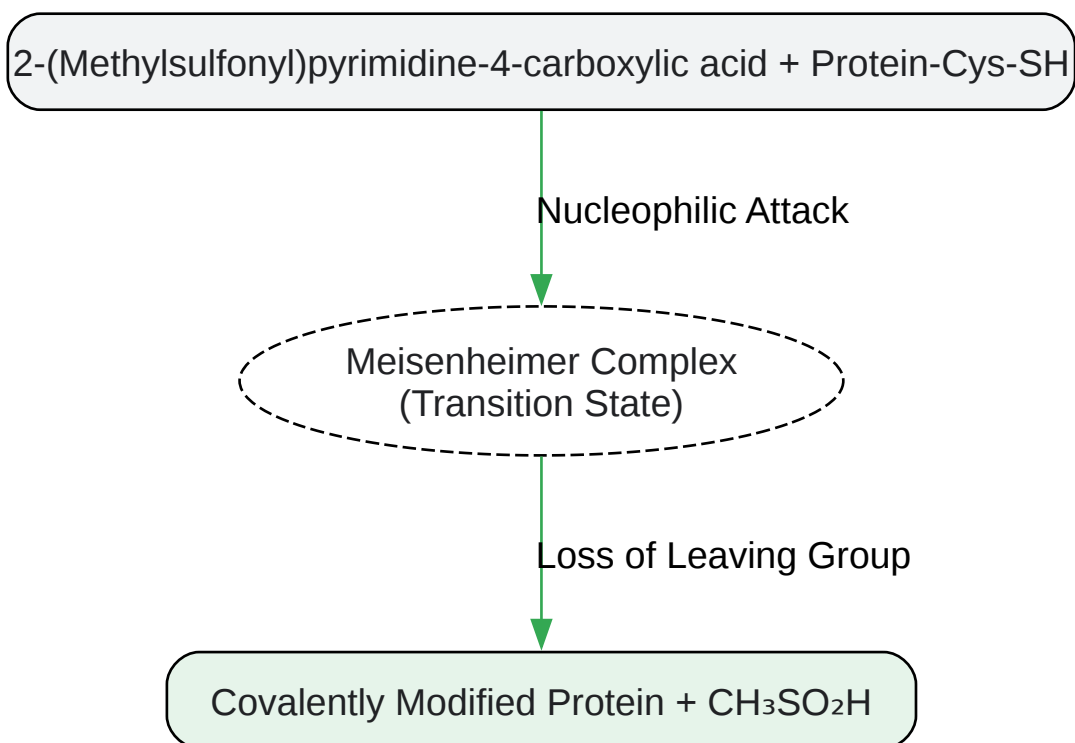 2-(Methylsulfonyl)pyrimidine-4-carboxylic acid + Protein-Cys-SH
Nucleophilic Attack
Meisenheimer Complex
(Transition State)
Loss of Leaving Group
Covalently Modified Protein + CH₃SO₂H